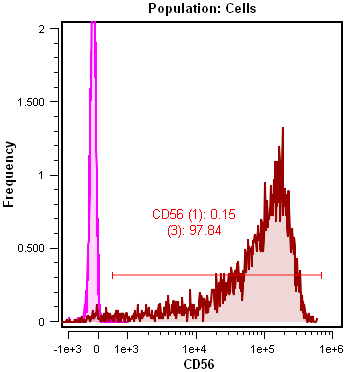 Population: Cells
2
1.500
1
0.500
0
Frequency
CD56 (1): 0.15
(3): 97.84
-1e+3 0 1e+3 1e+4 1e+5 1e+6
CD56